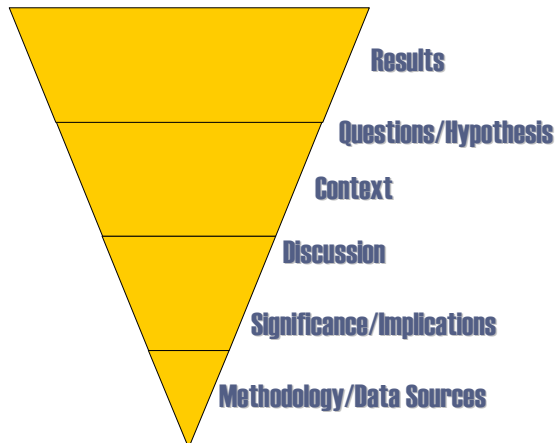 Results
Questions/Hypothesis
Context
Discussion
Significance/Implications
Methodology/Data Sources